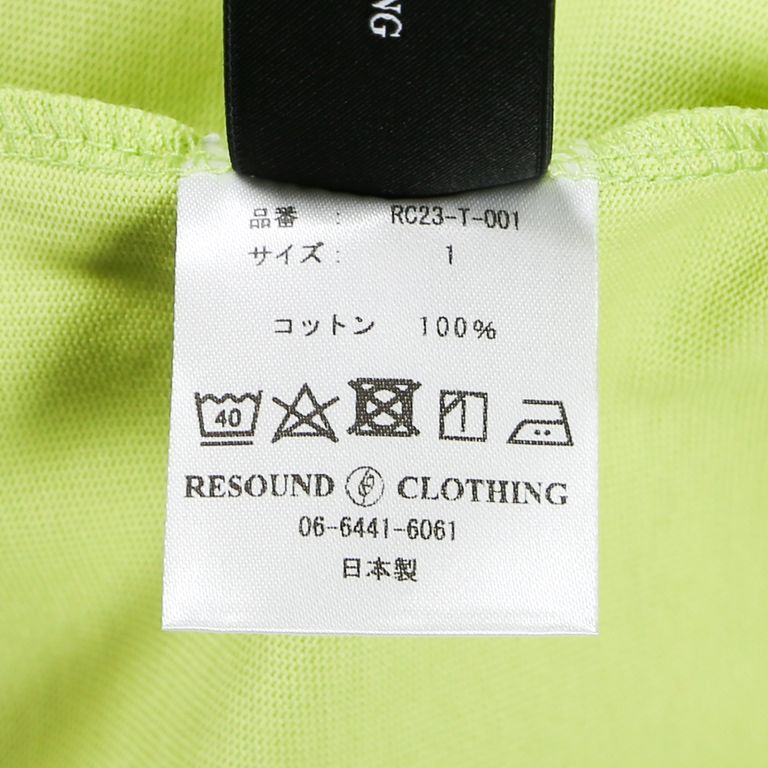 NG
品番 : RC23-T-001
サイズ: 1
コットン 100%
40
RESOUND CLOTHING
06-6441-6061
日本製